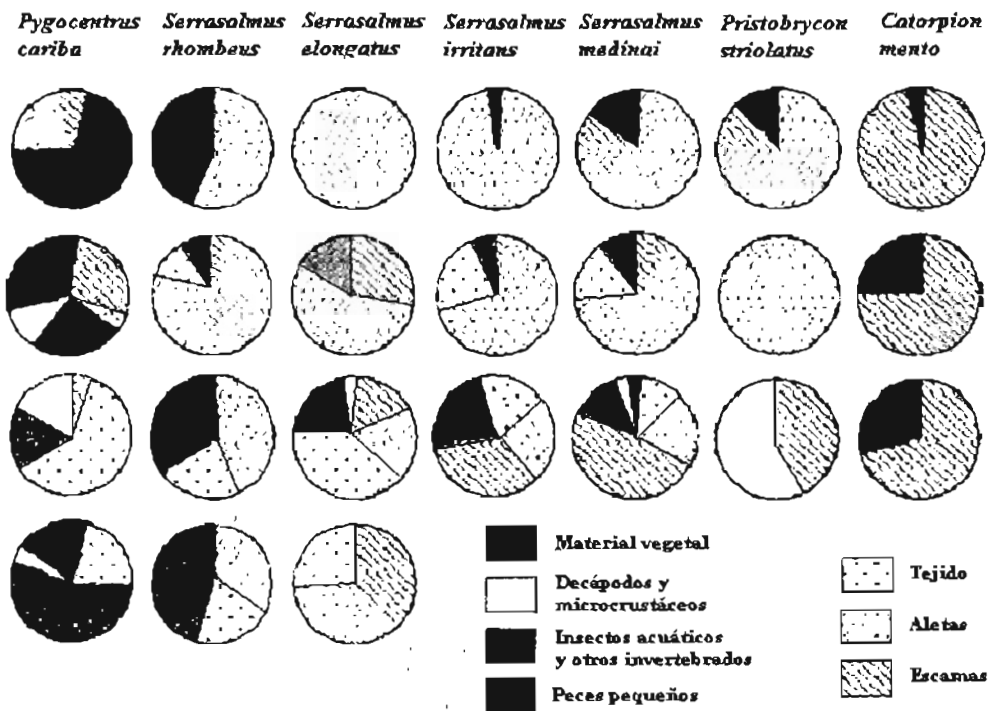 Pygocentrus cariba
Serrasalmus rhombeus
Serrasalmus elongatus
Serrasalmus irritans
Serrasalmus medinai
Pristobrycon striolatus
Catorpion mento
Material vegetal
Decápodos y
microcrustáceos
Insectos acuáticos
y otros invertebrados
Peces pequeños
Tejido
Aletas
Escamas